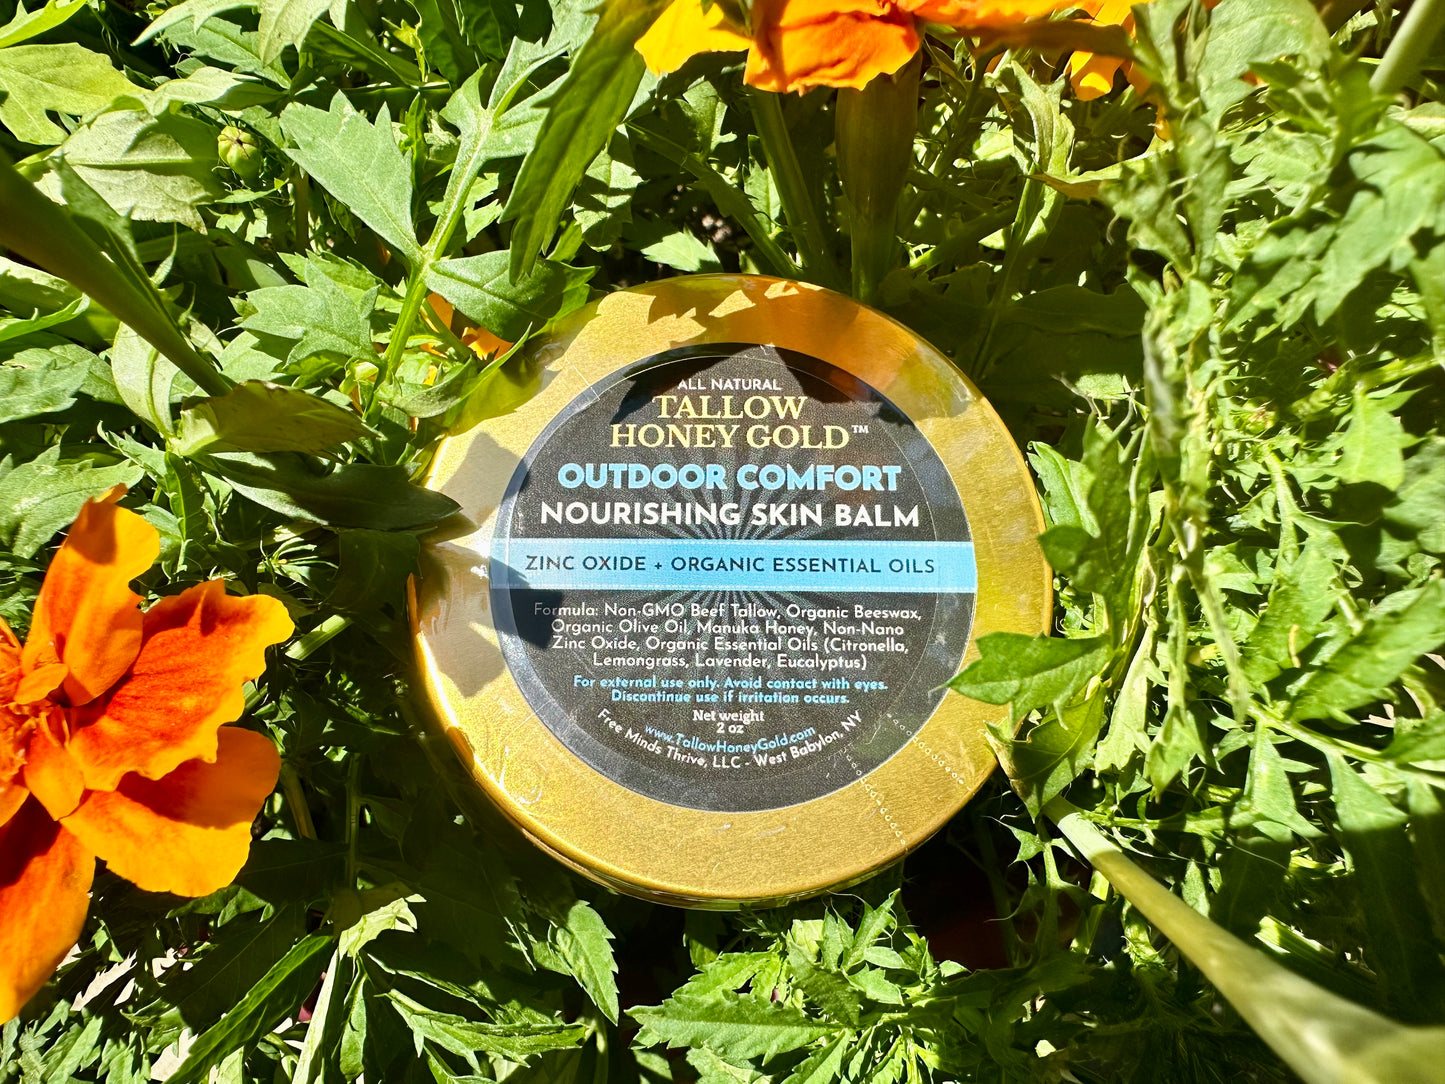 ALL NATURAL
TALLOW
HONEY GOLD™
OUTDOOR COMFORT
NOURISHING SKIN BALM
ZINC OXIDE + ORGANIC ESSENTIAL OILS
Formula: Non-GMO Beef Tallow, Organic Beeswax,
Organic Olive Oil, Manuka Honey, Non-Nano
Zinc Oxide, Organic Essential Oils (Citronella,
Lemongrass, Lavender, Eucalyptus)
For external use only. Avoid contact with eyes.
Discontinue use if irritation occurs.
Net weight
2 oz
www.TallowHoneyGold.com
Free Minds Thrive, LLC - West Babylon, NY